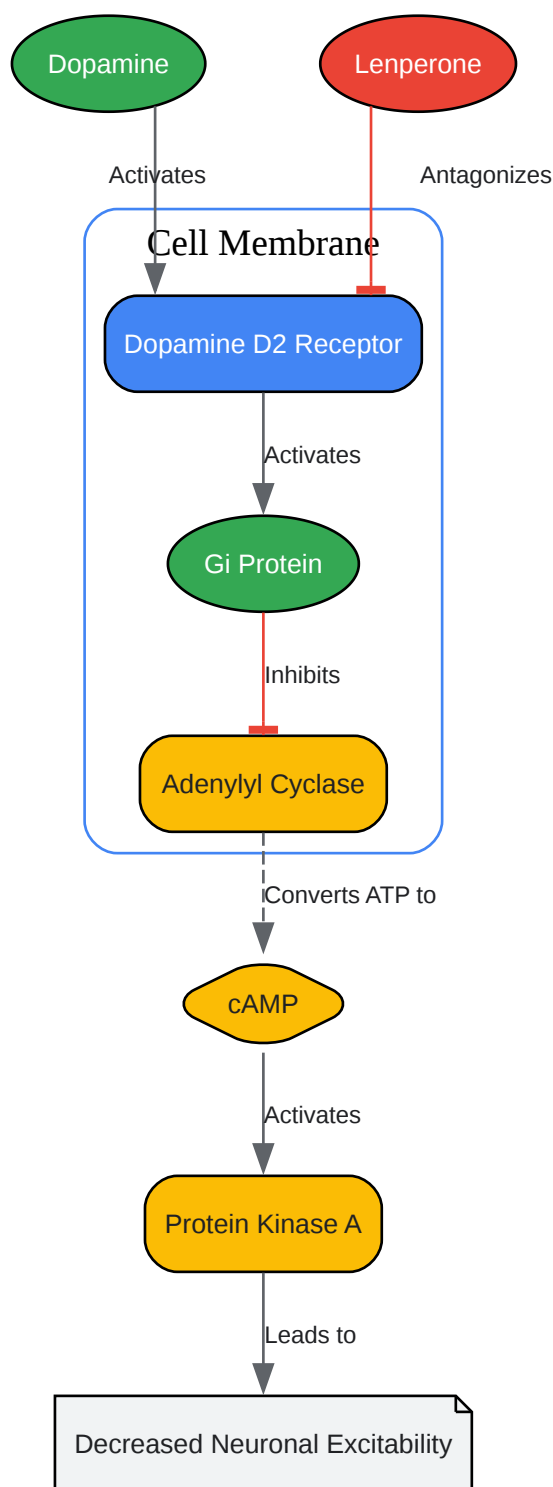 Dopamine
Lenperone
Activates
Antagonizes
Cell Membrane
Dopamine D2 Receptor
Activates
Gi Protein
Inhibits
Adenylyl Cyclase
Converts ATP to
cAMP
Activates
Protein Kinase A
Leads to
Decreased Neuronal Excitability